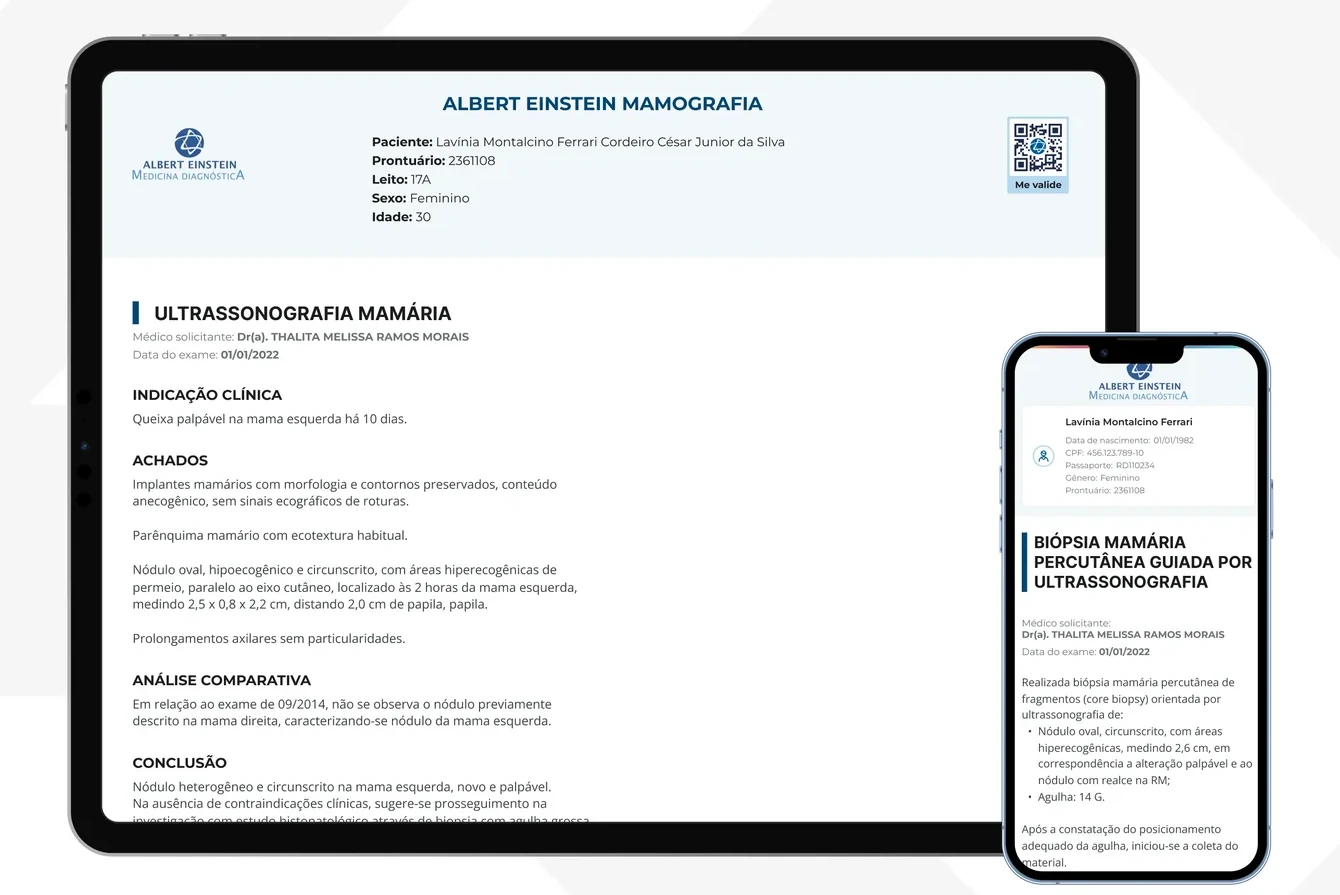 ALBERT EINSTEIN MAMOGRAFIA
ALBERT EINSTEIN
MEDICINA DIAGNÓSTICA
Paciente: Lavínia Montalcino Ferrari Cordeiro César Junior da Silva
Prontuário: 2361108
Leito: 17A
Sexo: Feminino
Idade: 30
Me valide
ULTRASSONOGRAFIA MAMÁRIA
Médico solicitante: Dr(a). THALITA MELISSA RAMOS MORAIS
Data do exame: 01/01/2022
INDICAÇÃO CLÍNICA
Queixa palpável na mama esquerda há 10 dias.
ACHADOS
Implantes mamários com morfologia e contornos preservados, conteúdo
anecogênico, sem sinais ecográficos de roturas.
Parênquima mamário com ecotextura habitual.
Nódulo oval, hipoecogênico e circunscrito, com áreas hiperecogênicas de
permeio, paralelo ao eixo cutâneo, localizado às 2 horas da mama esquerda,
medindo 2,5 x 0,8 x 2,2 cm, distando 2,0 cm de papila, papila.
Prolongamentos axilares sem particularidades.
ANÁLISE COMPARATIVA
Em relação ao exame de 09/2014, não se observa o nódulo previamente
descrito na mama direita, caracterizando-se nódulo da mama esquerda.
CONCLUSÃO
Nódulo heterogêneo e circunscrito na mama esquerda, novo e palpável.
Na ausência de contraindicações clínicas, sugere-se prosseguimento na
investigação com estudo histopatológico através de biopsia com agulha grossa
ALBERT EINSTEIN
MEDICINA DIAGNÓSTICA
Lavínia Montalcino Ferrari
Data de nascimento: 01/01/1982
CPF: 456.123.789-10
Passaporte: RD110234
Gênero: Feminino
Prontuário: 2361108
BIÓPSIA MAMÁRIA
PERCUTÂNEA GUIADA POR
ULTRASSONOGRAFIA
Médico solicitante:
Dr(a). THALITA MELISSA RAMOS MORAIS
Data do exame: 01/01/2022
Realizada biópsia mamária percutânea de
fragmentos (core biopsy) orientada por
ultrassonografia de:
• Nódulo oval, circunscrito, com áreas
hiperecogênicas, medindo 2,6 cm, em
correspondência a alteração palpável e ao
nódulo com realce na RM;
• Agulha: 14 G.
Após a constatação do posicionamento
adequado da agulha, iniciou-se a coleta do
material.